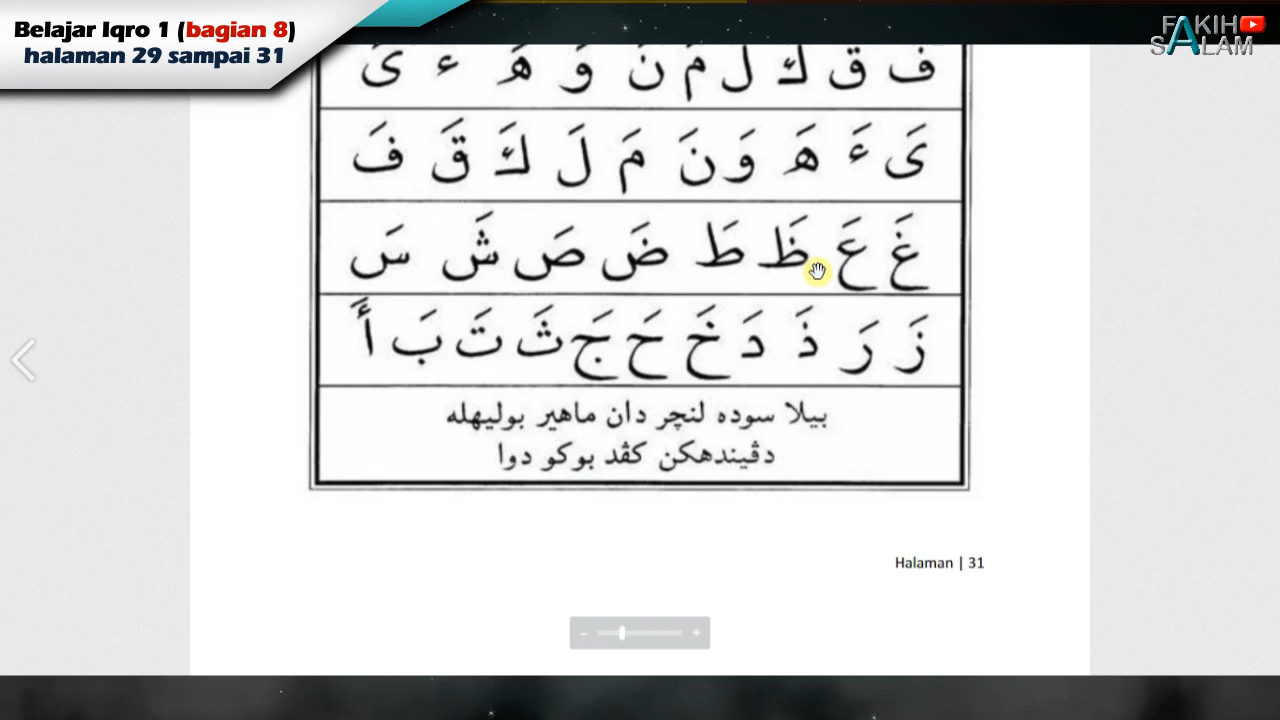 Belajar Iqro 1 (bagian 8)
halaman 29 sampai 31
FAKIH
SALAM
فَ قَ كَ لَ مَ نَ وَ هَ ءَ یَ
یَ ءَ هَ وَ نَ مَ لَ كَ قَ فَ
غَ عَ ظَ طَ ضَ صَ شَ سَ
زَ رَ ذَ دَ خَ حَ جَ ثَ تَ بَ أَ
بيلا سوده لنچر دان ماهير بوليهله
دڤيندهكن كڤد بوكو دوا
Halaman | 31